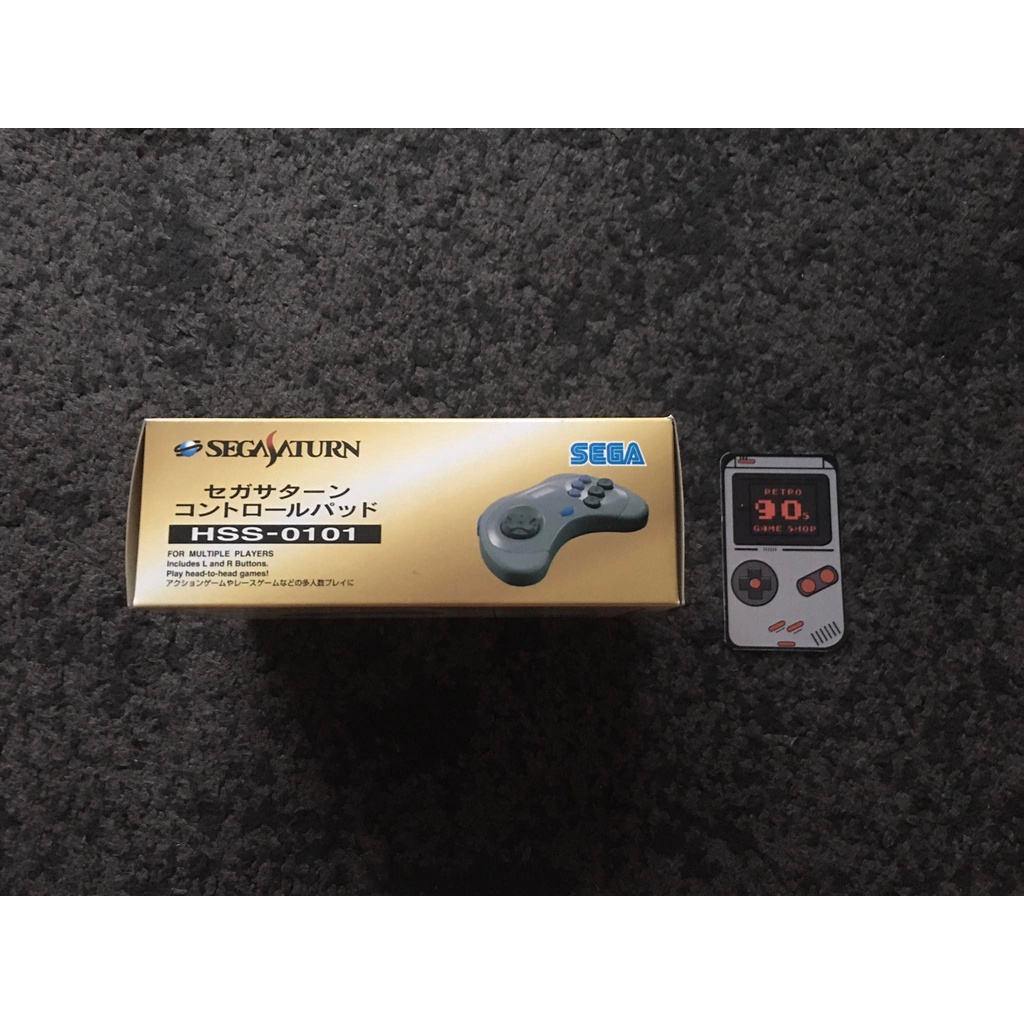 SEGASATURN
SEGA
セガサターン
コントロールパッド
HSS-0101
FOR MULTIPLE PLAYERS
Includes L and R Buttons.
Play head-to-head games!
アクションゲームやレースゲームなどの多人数プレイに
RETRO
90s
GAME SHOP